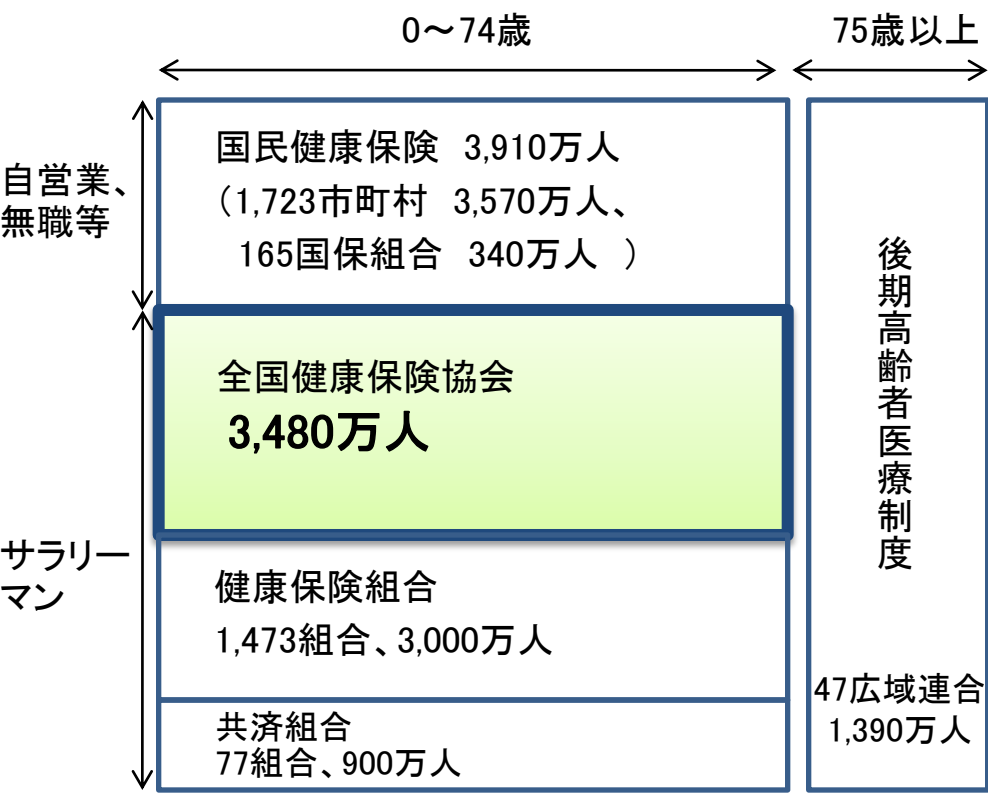 0～74歳
75歳以上
自営業、
無職等
国民健康保険 3,910万人
（1,723市町村 3,570万人、
165国保組合 340万人 ）
全国健康保険協会
3,480万人
サラリー
マン
健康保険組合
1,473組合、3,000万人
共済組合
77組合、900万人
後期高齢者医療制度
47広域連合
1,390万人